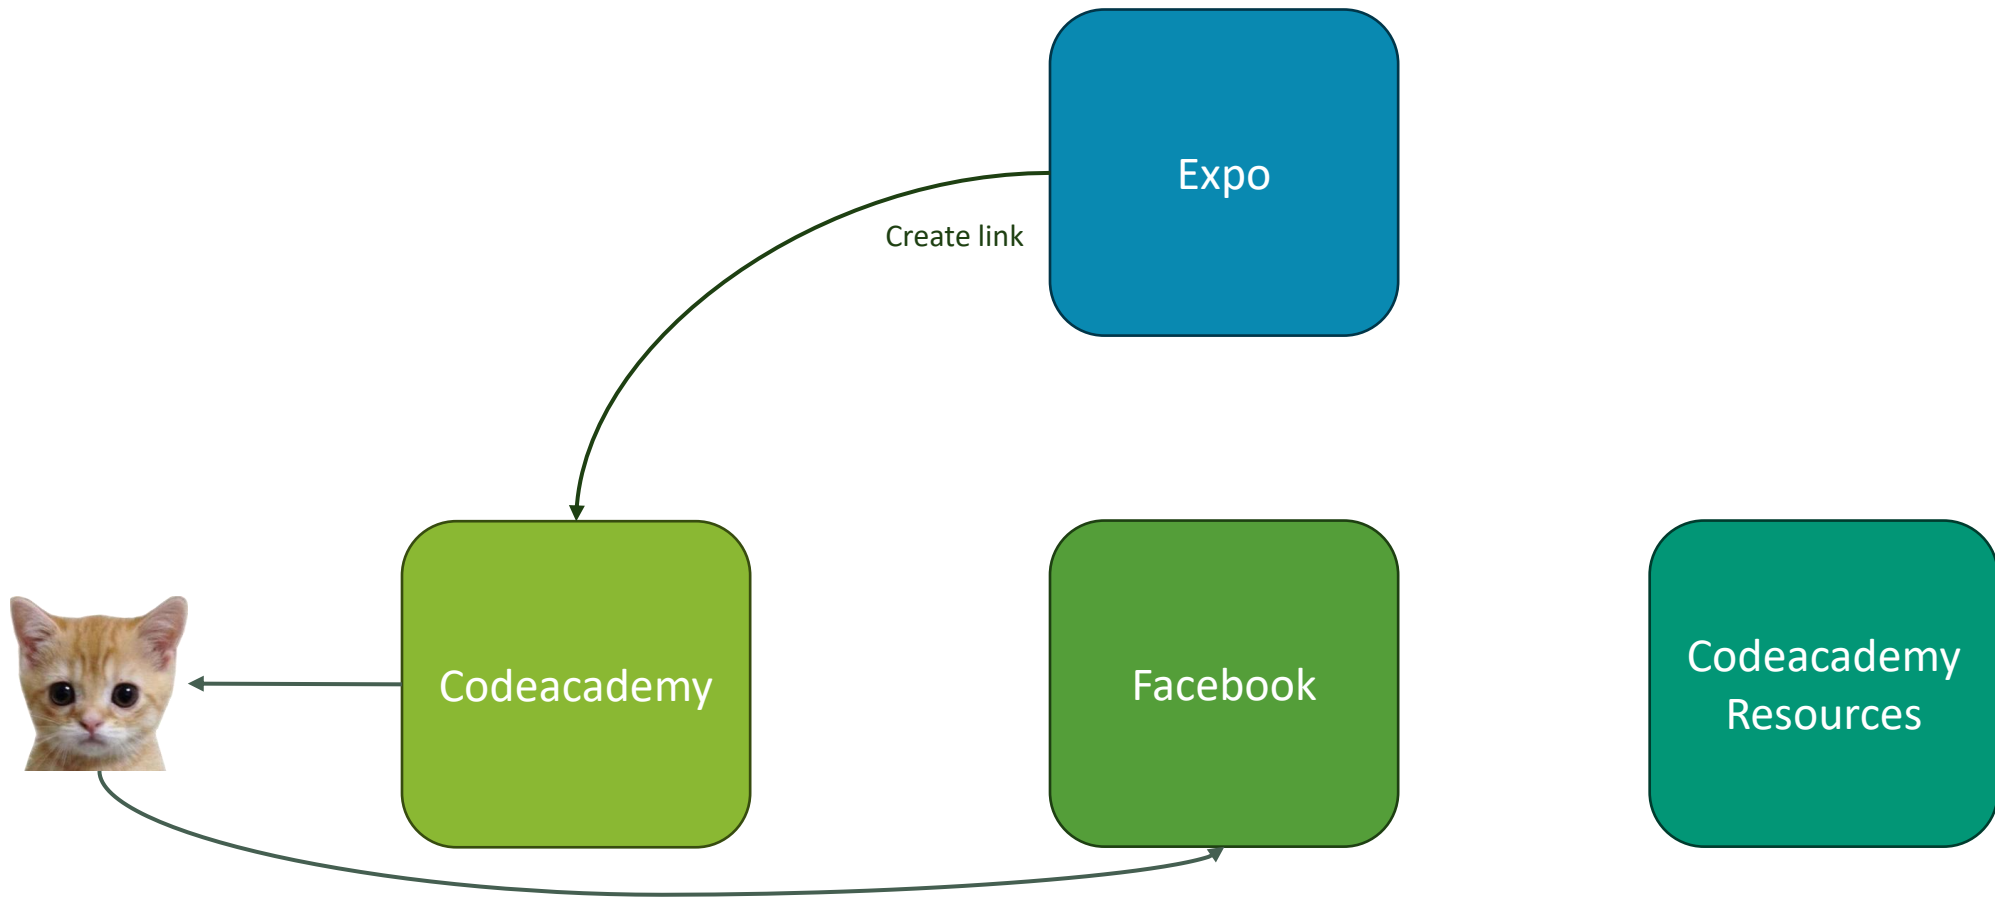 Expo
Create link
Codeacademy
Facebook
Codeacademy
Resources